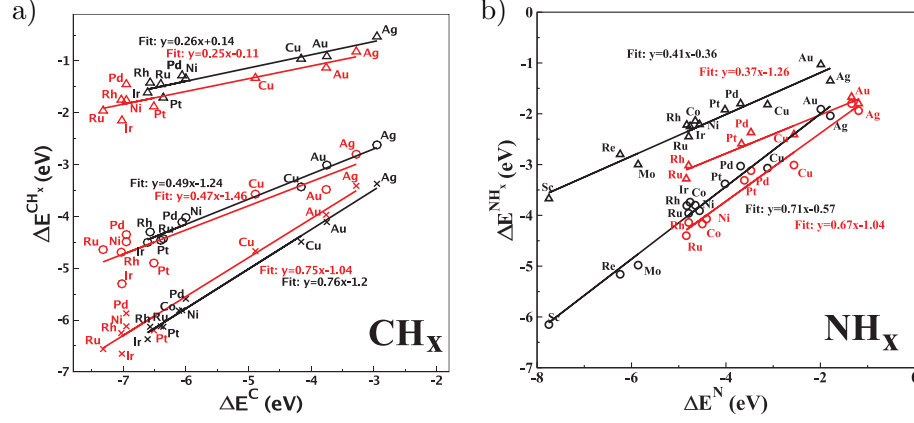 a)
b)
ΔE^CHx (eV)
-1
-2
-3
-4
-5
-6
-7
Fit: y=0.26x+0.14
Fit: y=0.25x-0.11
Ag
Ag
Au
Au
Cu
Cu
Pd
Ni
Rh
Ru
Ir
Pt
Pd
Rh
Ni
Ru
Ir
Pt
Fit: y=0.49x-1.24
Fit: y=0.47x-1.46
Ag
Ag
Au
Au
Cu
Cu
Pd
Ni
Rh
Ir
Pt
Ru
Rh
Pt
Ir
Fit: y=0.75x-1.04
Fit: y=0.76x-1.2
Ag
Ag
Au
Au
Cu
Cu
Pd
Co
Ni
Rh
Ru
Ir
Pt
Pd
Ni
Rh
Pt
Ru
Ir
CHx
-7
-6
-5
-4
-3
-2
ΔE^C (eV)
ΔE^NHx (eV)
0
-1
-2
-3
-4
-5
-6
-7
Fit: y=0.41x-0.36
Fit: y=0.37x-1.26
Au
Ag
Pd
Pt
Cu
Co
Rh
Ni
Ir
Ru
Re
Mo
Sc
Au
Ag
Cu
Pd
Pt
Rh
Ru
Au
Ag
Pd
Pt
Cu
Ir
Rh
Co
Ni
Ru
Cu
Pd
Pt
Rh
Ni
Co
Ru
Fit: y=0.71x-0.57
Fit: y=0.67x-1.04
Re
Mo
Sc
NHx
-8
-6
-4
-2
0
ΔE^N (eV)